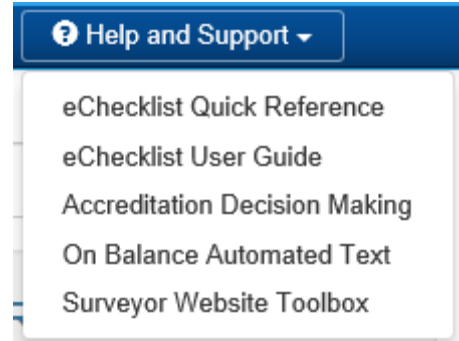 Help and Support
eChecklist Quick Reference
eChecklist User Guide
Accreditation Decision Making
On Balance Automated Text
Surveyor Website Toolbox